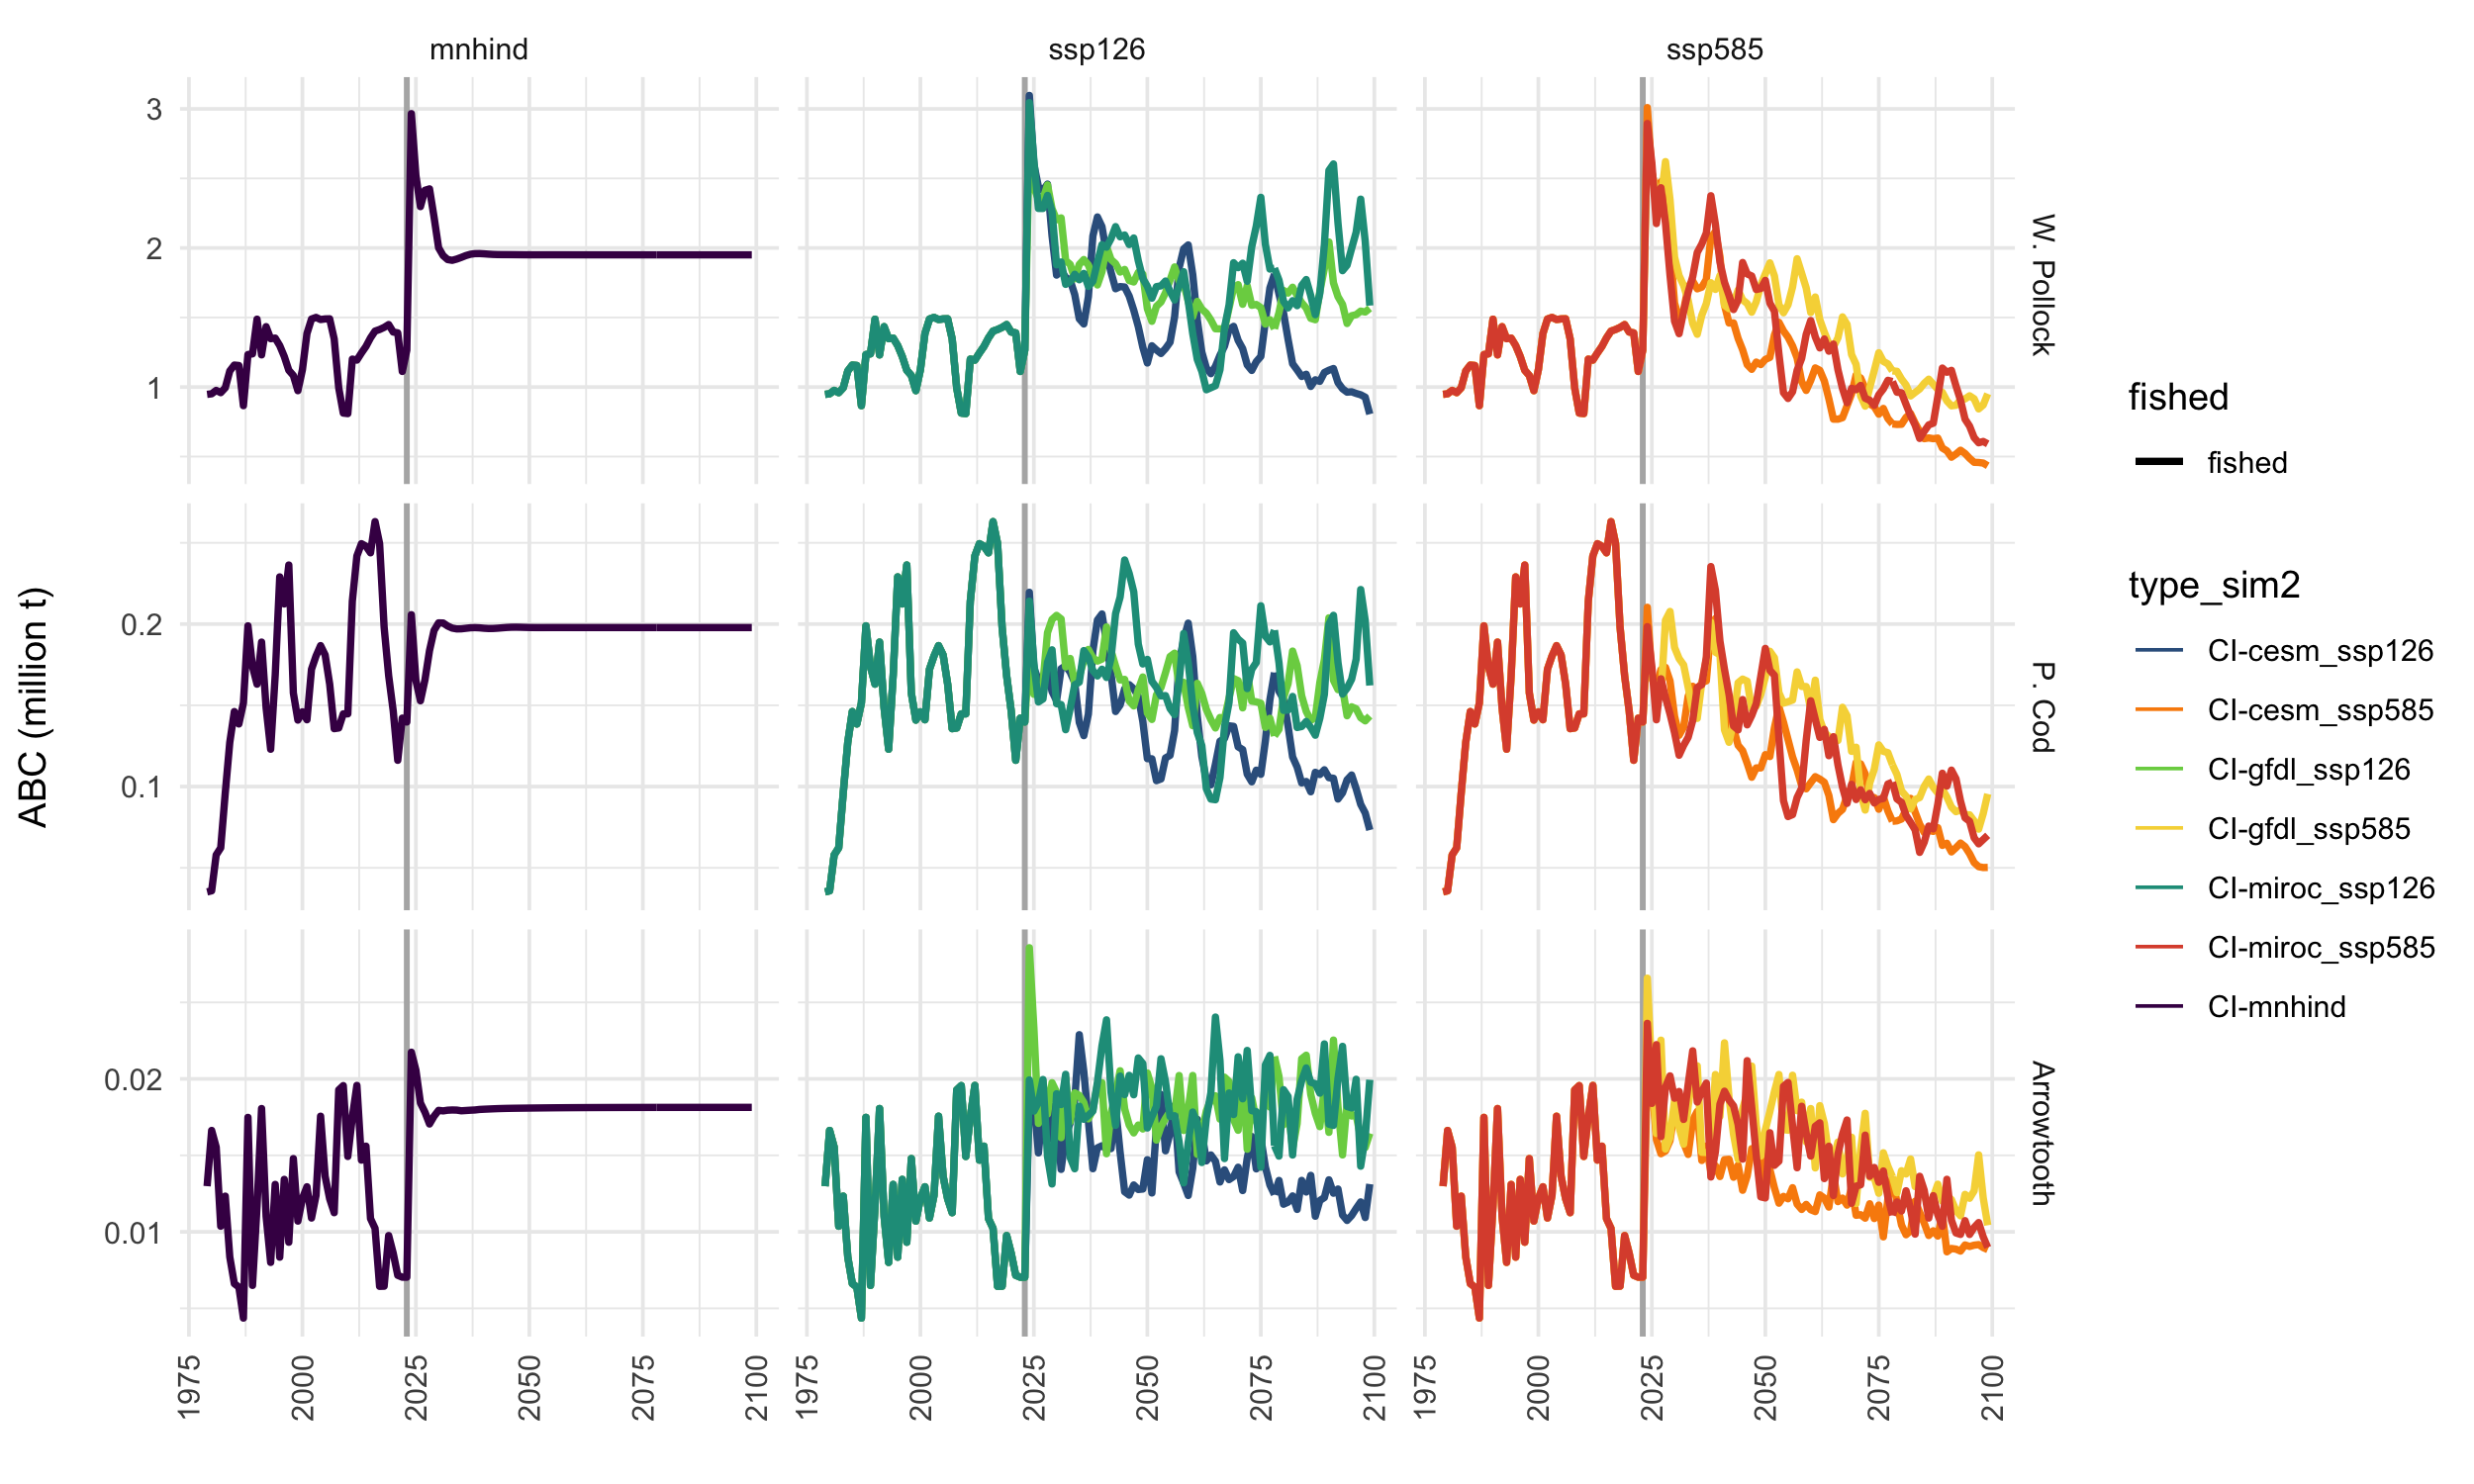 mnhind ssp126 ssp585
ABC (million t)
3
2
1
W. Pollock
0.2
0.1
P. Cod
0.02
0.01
Arrowtooth
1975 2000 2025 2050 2075 2100 1975 2000 2025 2050 2075 2100 1975 2000 2025 2050 2075 2100
fished
fished
type_sim2
CI-cesm_ssp126
CI-cesm_ssp585
CI-gfdl_ssp126
CI-gfdl_ssp585
CI-miroc_ssp126
CI-miroc_ssp585
CI-mnhind